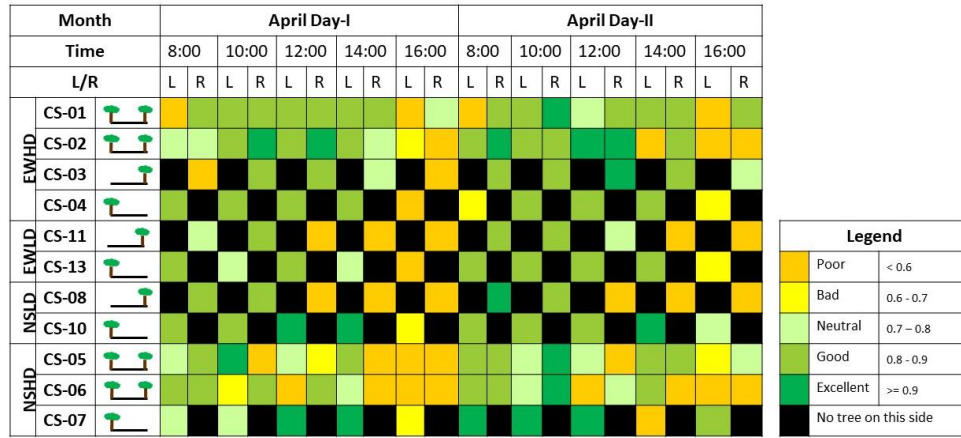 Month April Day-I April Day-II
Time 8:00 10:00 12:00 14:00 16:00 8:00 10:00 12:00 14:00 16:00
L/R L R L R L R L R L R L R L R L R L R L R
EWHD
CS-01
CS-02
CS-03
CS-04
EWLD
CS-11
CS-13
NSLD
CS-08
CS-10
NSHD
CS-05
CS-06
CS-07
Legend
Poor < 0.6
Bad 0.6 - 0.7
Neutral 0.7 – 0.8
Good 0.8 - 0.9
Excellent >= 0.9
No tree on this side